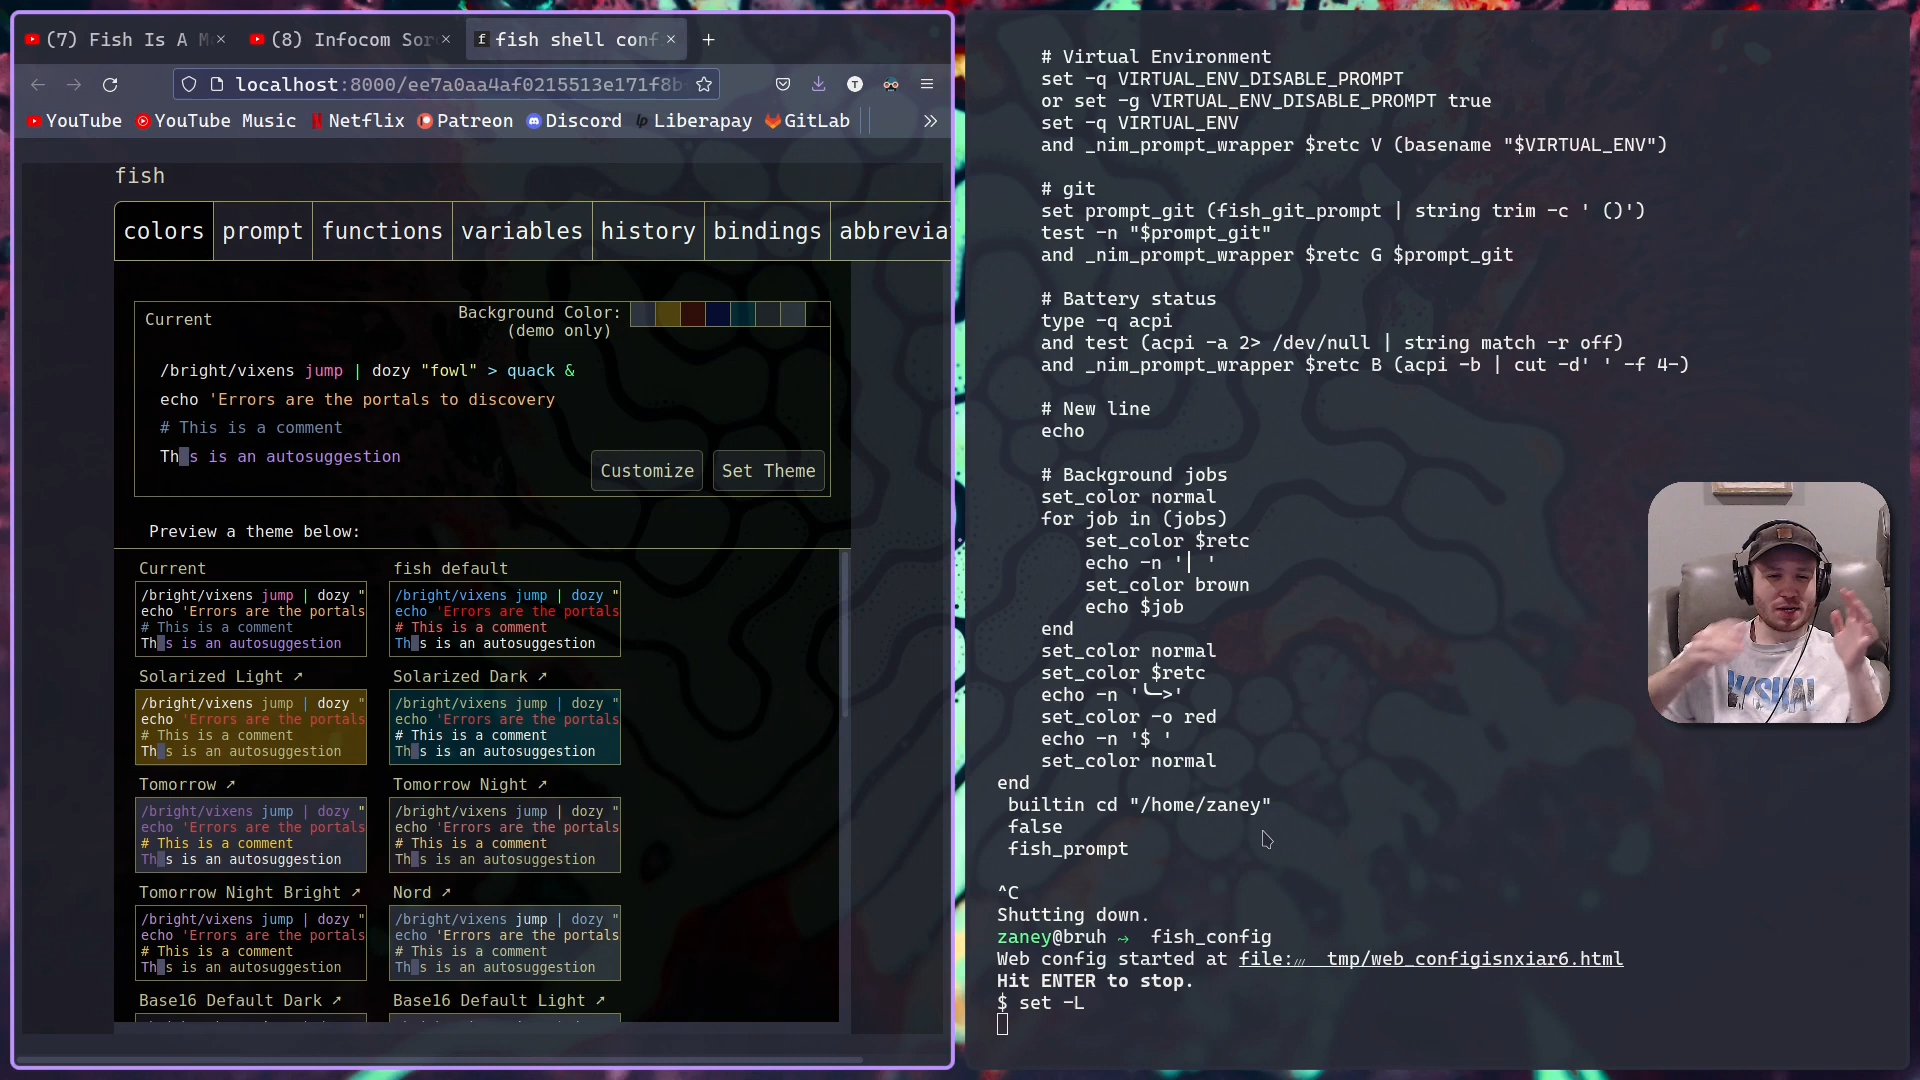 (7) Fish Is A M
(8) Infocom Sor
fish shell conf
localhost:8000/ee7a0aa4af0215513e171f8b
YouTube
YouTube Music
Netflix
Patreon
Discord
Liberapay
GitLab
fish
colors
prompt
functions
variables
history
bindings
abbrevia
Current
Background Color:
(demo only)
/bright/vixens jump | dozy "fowl" > quack &
echo 'Errors are the portals to discovery
# This is a comment
Th s is an autosuggestion
Customize
Set Theme
Preview a theme below:
Current
/bright/vixens jump | dozy "
echo 'Errors are the portals
# This is a comment
Th s is an autosuggestion
fish default
/bright/vixens jump | dozy "
echo 'Errors are the portals
# This is a comment
Th s is an autosuggestion
Solarized Light ↗
/bright/vixens jump | dozy "
echo 'Errors are the portals
# This is a comment
Th s is an autosuggestion
Solarized Dark ↗
/bright/vixens jump | dozy "
echo 'Errors are the portals
# This is a comment
Th s is an autosuggestion
Tomorrow ↗
/bright/vixens jump | dozy "
echo 'Errors are the portals
# This is a comment
Th s is an autosuggestion
Tomorrow Night ↗
/bright/vixens jump | dozy "
echo 'Errors are the portals
# This is a comment
Th s is an autosuggestion
Tomorrow Night Bright ↗
/bright/vixens jump | dozy "
echo 'Errors are the portals
# This is a comment
Th s is an autosuggestion
Nord ↗
/bright/vixens jump | dozy "
echo 'Errors are the portals
# This is a comment
Th s is an autosuggestion
Base16 Default Dark ↗
Base16 Default Light ↗
# Virtual Environment
set -q VIRTUAL_ENV_DISABLE_PROMPT
or set -g VIRTUAL_ENV_DISABLE_PROMPT true
set -q VIRTUAL_ENV
and _nim_prompt_wrapper $retc V (basename "$VIRTUAL_ENV")
# git
set prompt_git (fish_git_prompt | string trim -c ' ()')
test -n "$prompt_git"
and _nim_prompt_wrapper $retc G $prompt_git
# Battery status
type -q acpi
and test (acpi -a 2> /dev/null | string match -r off)
and _nim_prompt_wrapper $retc B (acpi -b | cut -d' ' -f 4-)
# New line
echo
# Background jobs
set_color normal
for job in (jobs)
set_color $retc
echo -n '│ '
set_color brown
echo $job
end
set_color normal
set_color $retc
echo -n '╰─>'
set_color -o red
echo -n '$ '
set_color normal
end
builtin cd "/home/zaney"
false
fish_prompt
^C
Shutting down.
zaney@bruh → fish_config
Web config started at file:/// tmp/web_configisnxiar6.html
Hit ENTER to stop.
$ set -L